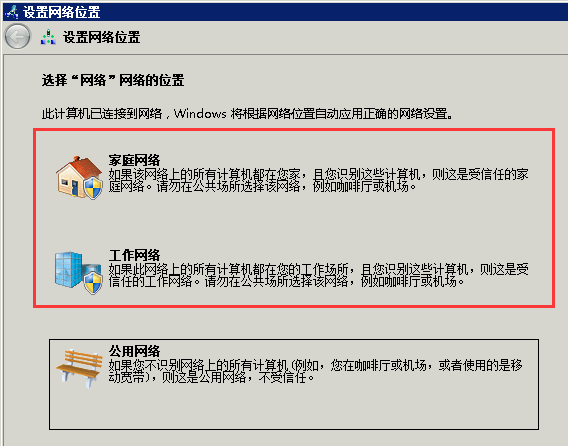 设置网络位置
设置网络位置
选择“网络”网络的位置
此计算机已连接到网络，Windows 将根据网络位置自动应用正确的网络设置。
家庭网络
如果该网络上的所有计算机都在您家，且您识别这些计算机，则这是受信任的家
庭网络。请勿在公共场所选择该网络，例如咖啡厅或机场。
工作网络
如果此网络上的所有计算机都在您的工作场所，且您识别这些计算机，则这是受
信任的工作网络。请勿在公共场所选择该网络，例如咖啡厅或机场。
公用网络
如果您不识别网络上的所有计算机(例如，您在咖啡厅或机场，或者使用的是移
动宽带)，则这是公用网络，不受信任。